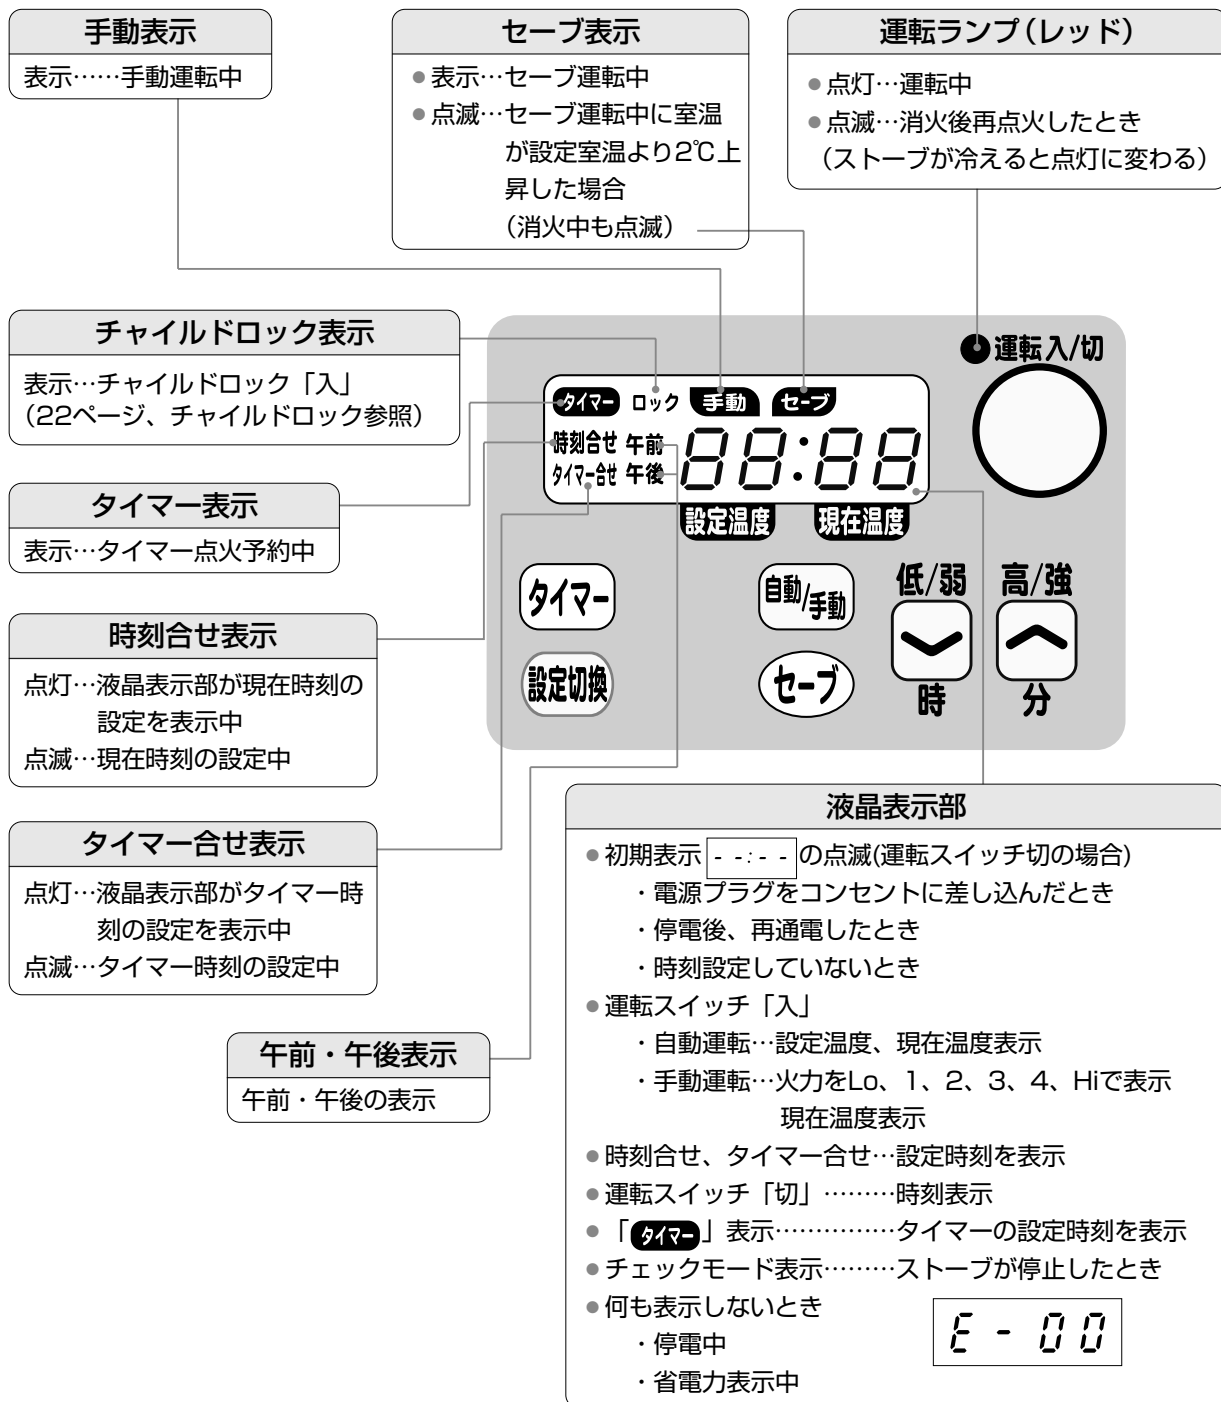 手動表示
表示……手動運転中
セーブ表示
●表示…セーブ運転中
●点滅…セーブ運転中に室温
が設定室温より2℃上
昇した場合
（消火中も点滅）
運転ランプ（レッド）
●点灯…運転中
●点滅…消火後再点火したとき
（ストーブが冷えると点灯に変わる）
チャイルドロック表示
表示…チャイルドロック「入」
（22ページ、チャイルドロック参照）
タイマー表示
表示…タイマー点火予約中
時刻合せ表示
点灯…液晶表示部が現在時刻の
設定を表示中
点滅…現在時刻の設定中
タイマー合せ表示
点灯…液晶表示部がタイマー時
刻の設定を表示中
点滅…タイマー時刻の設定中
午前・午後表示
午前・午後の表示
運転入/切
タイマー ロック 手動 セーブ
時刻合せ 午前
タイマー合せ 午後
88:88
設定温度 現在温度
タイマー
自動/手動
低/弱
高/強
設定切換
セーブ
時
分
液晶表示部
●初期表示 - -:- - の点滅(運転スイッチ切の場合)
・電源プラグをコンセントに差し込んだとき
・停電後、再通電したとき
・時刻設定していないとき
●運転スイッチ「入」
・自動運転…設定温度、現在温度表示
・手動運転…火力をLo、1、2、3、4、Hiで表示
現在温度表示
●時刻合せ、タイマー合せ…設定時刻を表示
●運転スイッチ「切」………時刻表示
●「タイマー」表示……………タイマーの設定時刻を表示
●チェックモード表示………ストーブが停止したとき
●何も表示しないとき
・停電中
・省電力表示中
E - 00